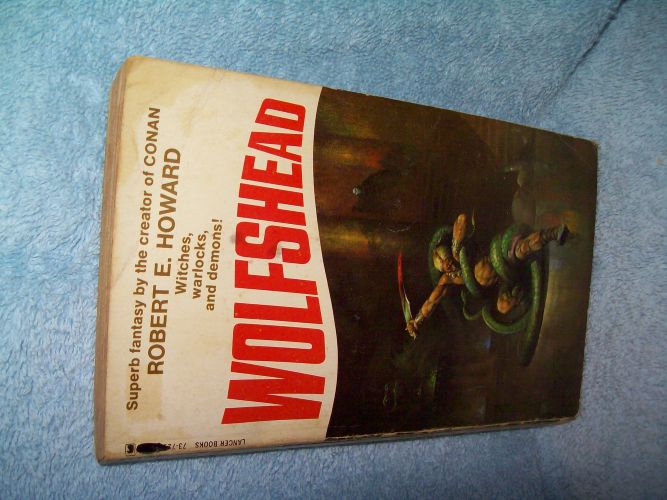 LANCER BOOKS
Superb fantasy by the creator of CONAN
ROBERT E. HOWARD
Witches,
warlocks,
and demons!
WOLFSHEAD